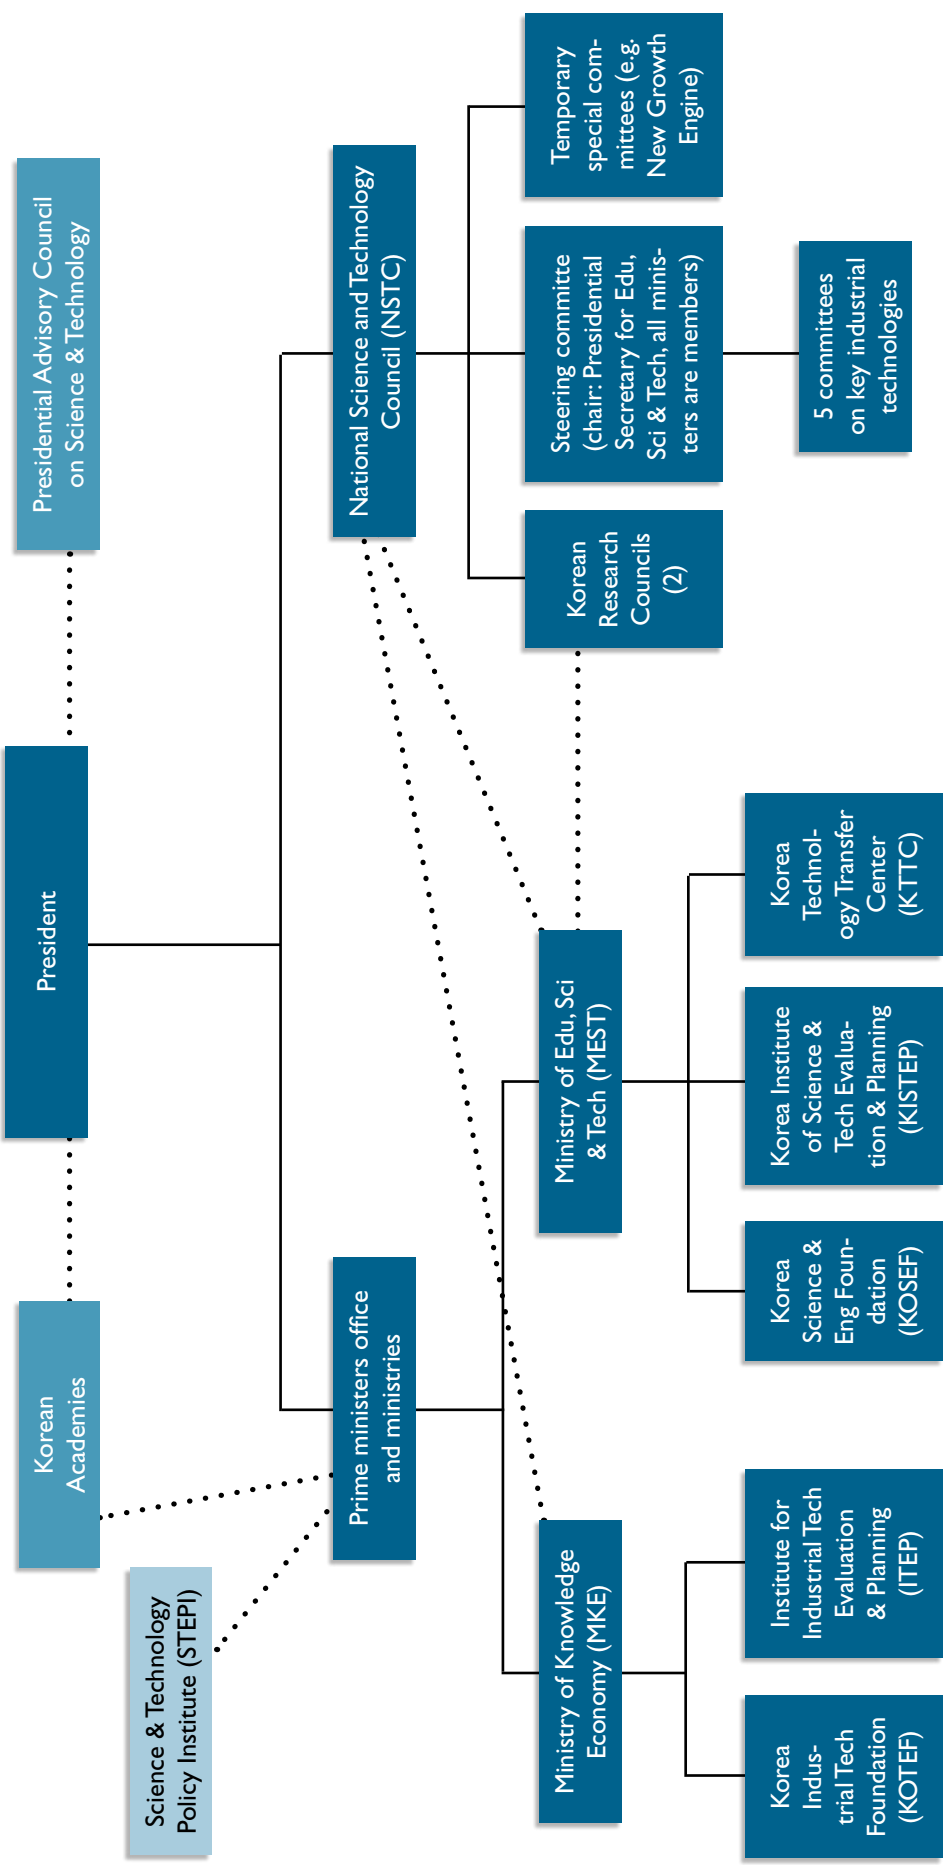 Korean
Academies
President
Presidential Advisory Council
on Science & Technology
Science & Technology
Policy Institute (STEPI)
Prime ministers office
and ministries
National Science and Technology
Council (NSTC)
Ministry of Knowledge
Economy (MKE)
Ministry of Edu, Sci
& Tech (MEST)
Korean
Research
Councils
(2)
Steering committe
(chair: Presidential
Secretary for Edu,
Sci & Tech, all minis-
ters are members)
Temporary
special com-
mittees (e.g.
New Growth
Engine)
Korea
Indus-
trial Tech
Foundation
(KOTEF)
Institute for
Industrial Tech
Evaluation
& Planning
(ITEP)
Korea
Science &
Eng Foun-
dation
(KOSEF)
Korea Institute
of Science &
Tech Evalua-
tion & Planning
(KISTEP)
Korea
Technol-
ogy Transfer
Center
(KTTC)
5 committees
on key industrial
technologies